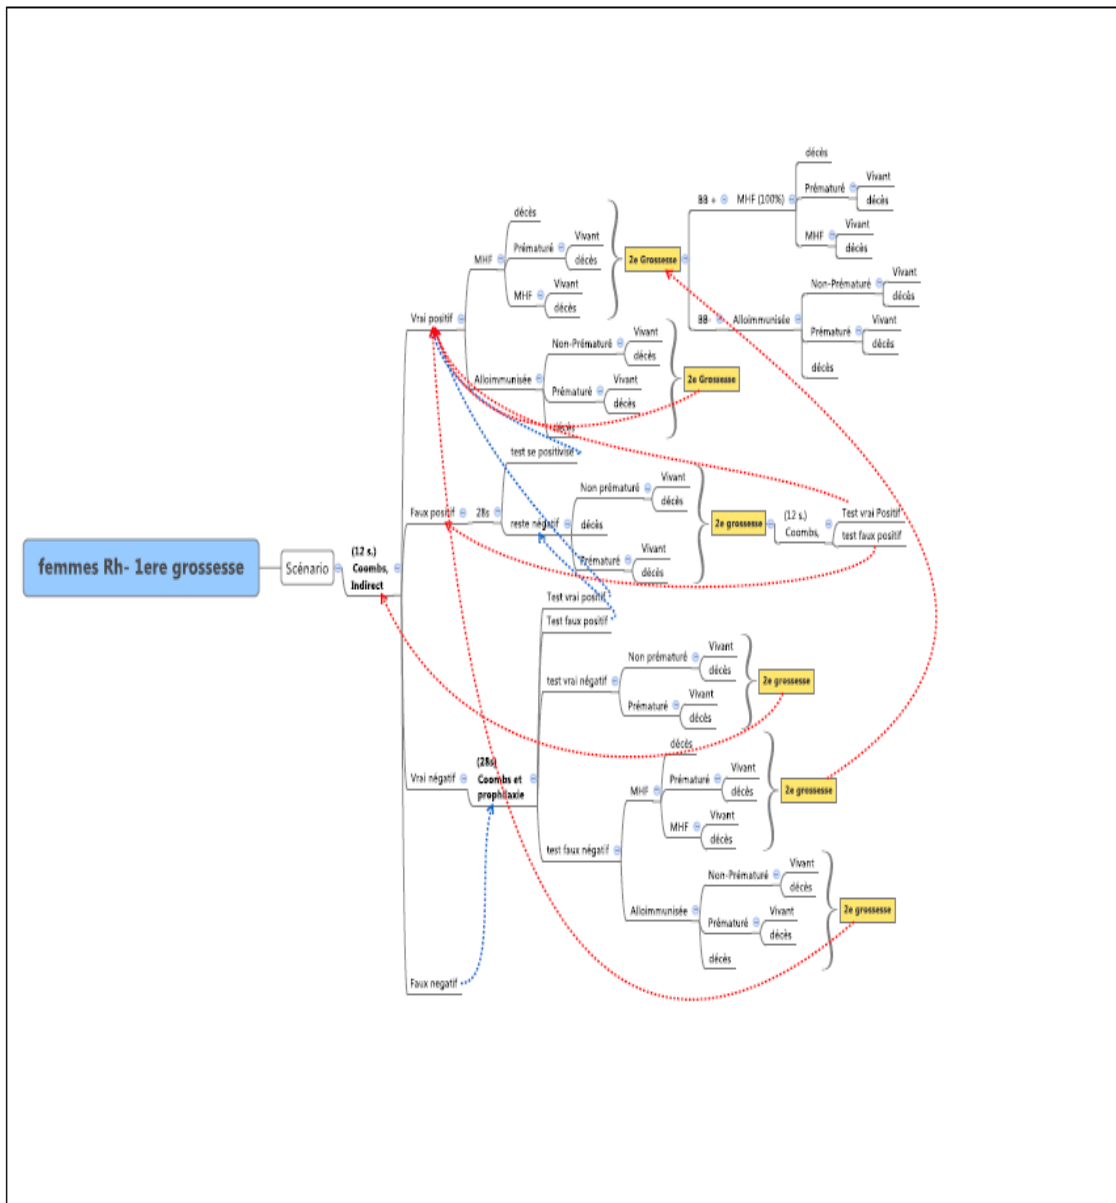 femmes Rh- 1ere grossesse
Scénario
(12 s.)
Coombs,
Indirect
Vrai positif
MHF
décès
Prématuré
Vivant
décès
MHF
Vivant
décès
2e Grossesse
BB +
MHF (100%)
décès
Prématuré
Vivant
décès
MHF
Vivant
décès
BB-
Alloimmunisée
Non-Prématuré
Vivant
décès
Prématuré
Vivant
décès
décès
Alloimmunisée
Non-Prématuré
Vivant
décès
Prématuré
Vivant
décès
décès
2e Grossesse
Faux positif
28s
test se positivise
reste négatif
Non prématuré
Vivant
décès
décès
Prématuré
Vivant
décès
2e grossesse
(12 s.)
Coombs,
Test vrai Positif
test faux positif
Vrai négatif
(28s)
Coombs et
prophilaxie
Test vrai positif
Test faux positif
test vrai négatif
Non prématuré
Vivant
décès
Prématuré
Vivant
décès
2e grossesse
test faux négatif
MHF
décès
Prématuré
Vivant
décès
MHF
Vivant
décès
2e grossesse
Alloimmunisée
Non-Prématuré
Vivant
décès
Prématuré
Vivant
décès
décès
2e grossesse
Faux negatif